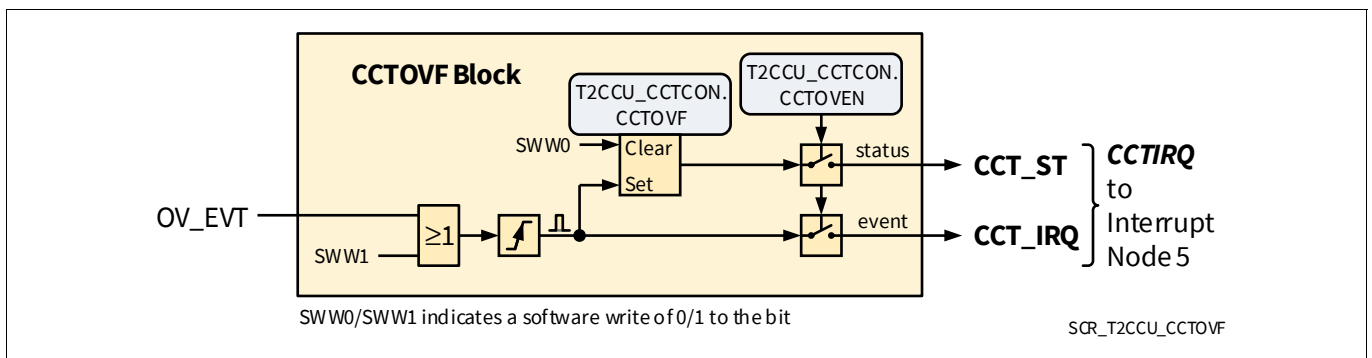 CCTOVF Block
T2CCU_CCTCON.
CCTOVF
T2CCU_CCTCON.
CCTOVEN
SWW0
Clear
Set
status
CCT_ST
CCTIRQ
to
Interrupt
Node 5
OV_EVT
≥1
SWW1
event
CCT_IRQ
SWW0/SWW1 indicates a software write of 0/1 to the bit
SCR_T2CCU_CCTOVF